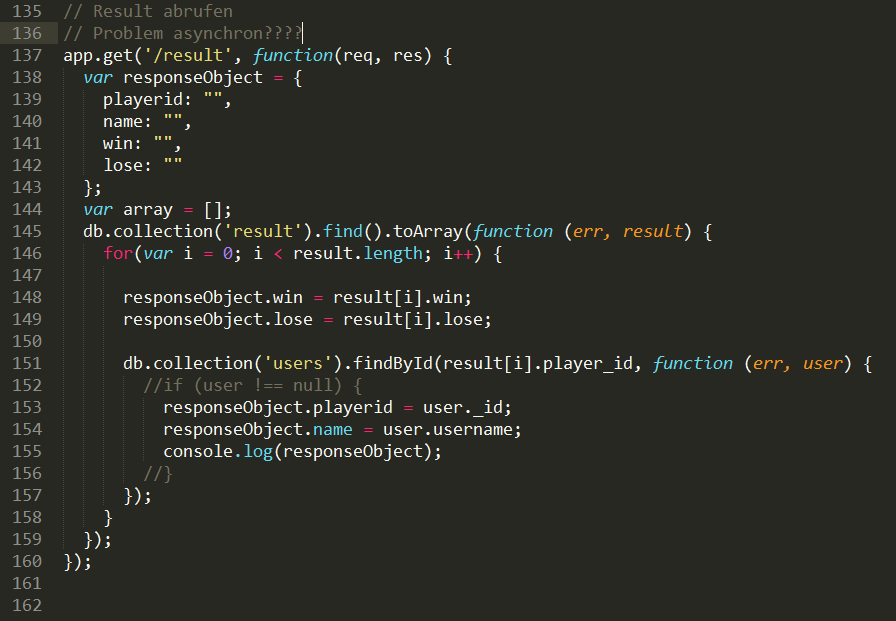 135 // Result abrufen
136 // Problem asynchron????
137 app.get('/result', function(req, res) {
138   var responseObject = {
139     playerid: "",
140     name: "",
141     win: "",
142     lose: ""
143   };
144   var array = [];
145   db.collection('result').find().toArray(function (err, result) {
146     for(var i = 0; i < result.length; i++) {
147
148       responseObject.win = result[i].win;
149       responseObject.lose = result[i].lose;
150
151       db.collection('users').findById(result[i].player_id, function (err, user) {
152         //if (user !== null) {
153           responseObject.playerid = user._id;
154           responseObject.name = user.username;
155           console.log(responseObject);
156         //}
157       });
158     }
159   });
160 });
161
162